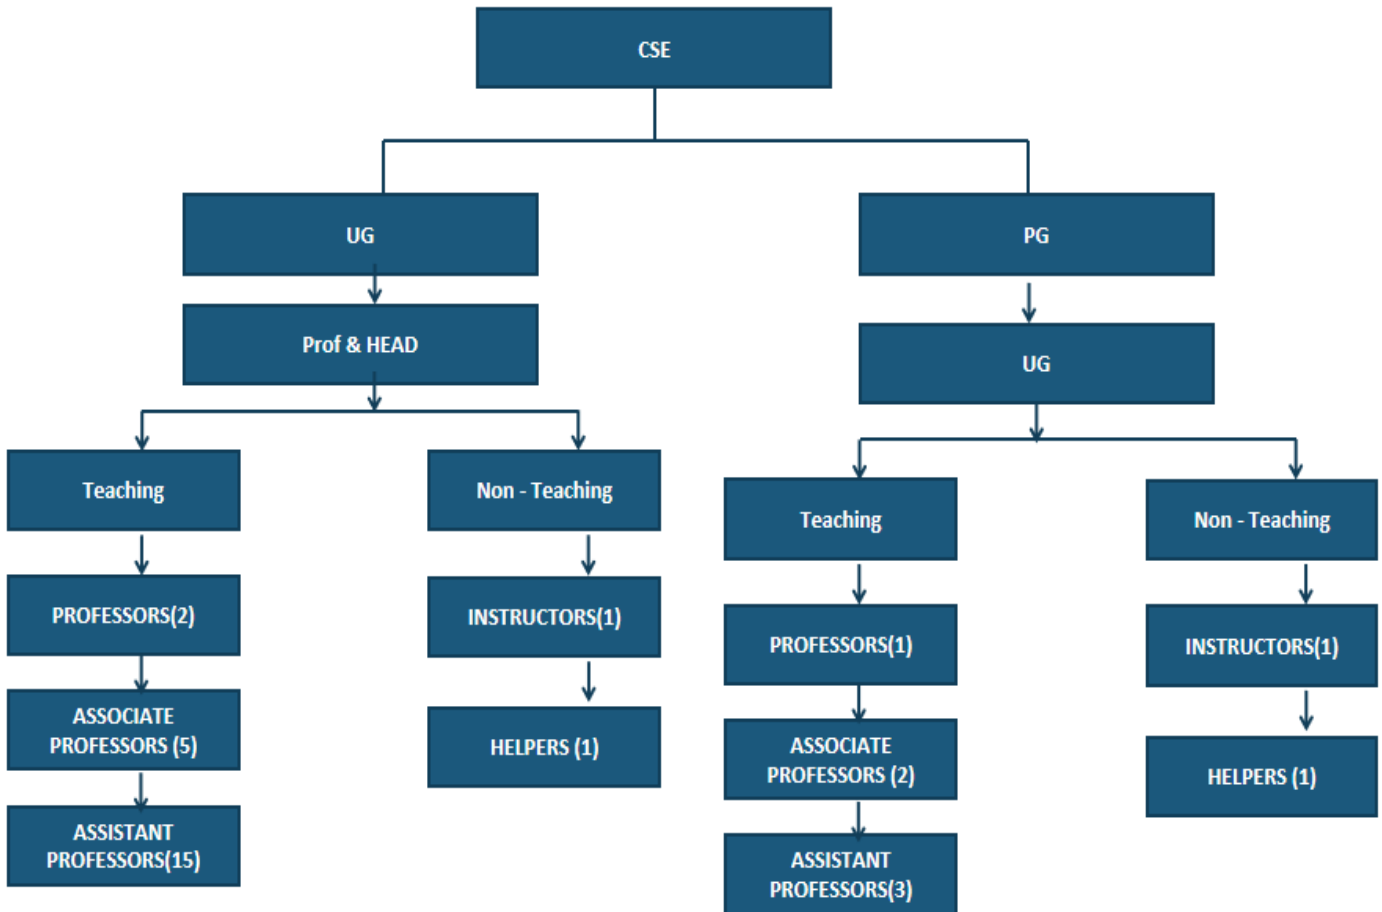 CSE
UG
PG
Prof & HEAD
UG
Teaching
Non - Teaching
Teaching
Non - Teaching
PROFESSORS(2)
INSTRUCTORS(1)
PROFESSORS(1)
INSTRUCTORS(1)
ASSOCIATE
PROFESSORS (5)
HELPERS (1)
ASSOCIATE
PROFESSORS (2)
HELPERS (1)
ASSISTANT
PROFESSORS(15)
ASSISTANT
PROFESSORS(3)